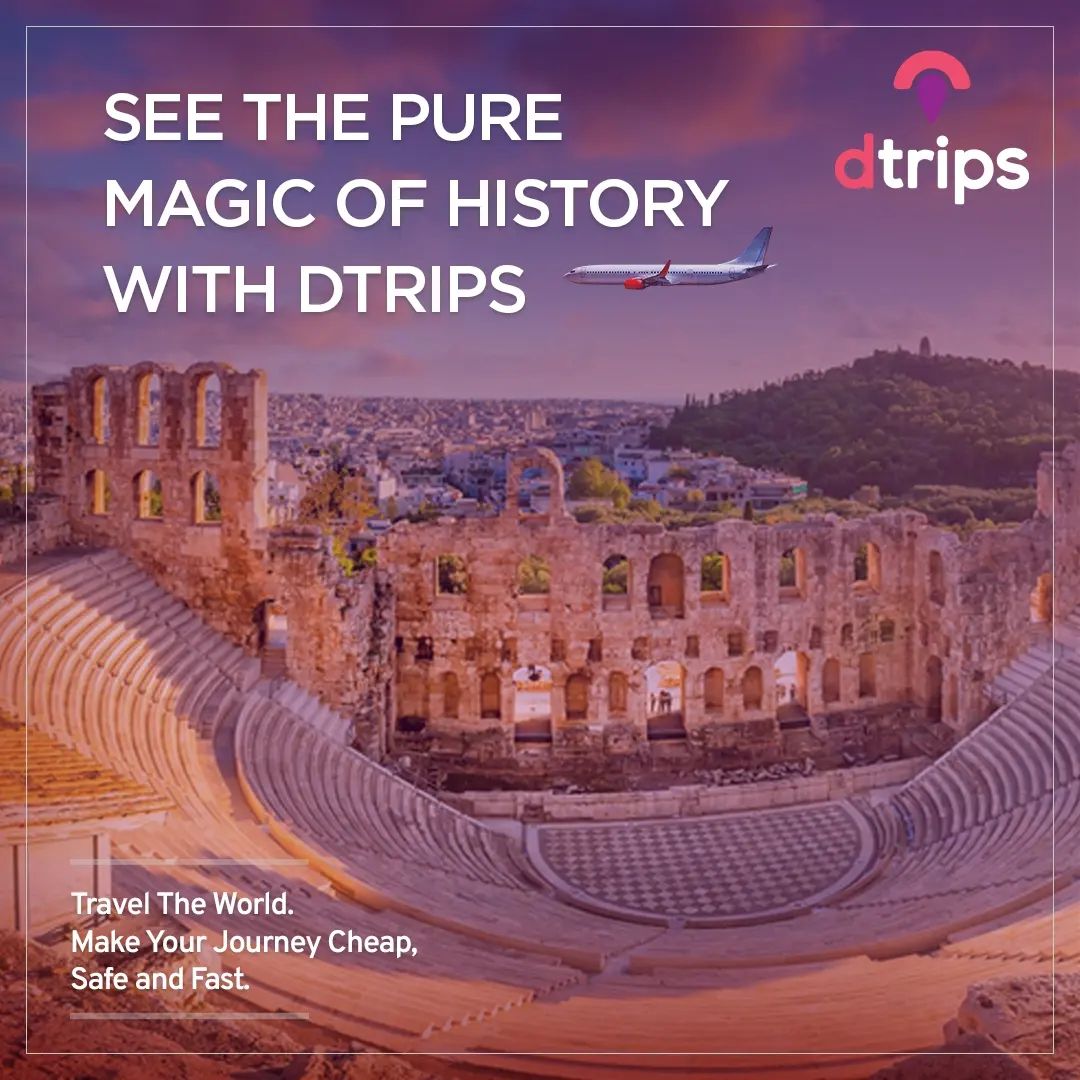 SEE THE PURE
MAGIC OF HISTORY
WITH DTRIPS
dtrips
Travel The World.
Make Your Journey Cheap,
Safe and Fast.